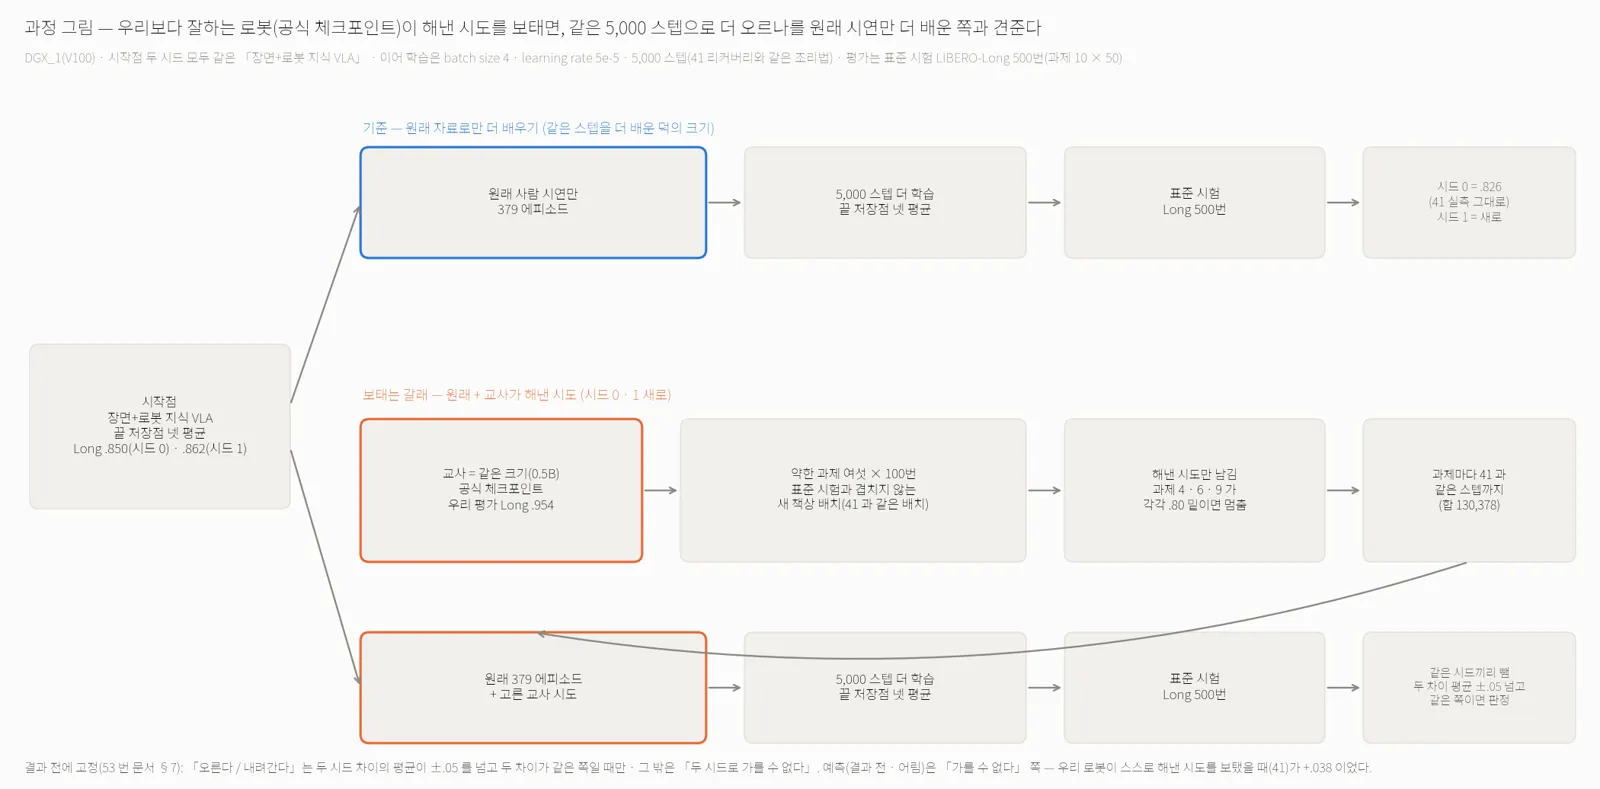 과정 그림 — 우리보다 잘하는 로봇(공식 체크포인트)이 해낸 시도를 보태면, 같은 5,000 스텝으로 더 오르나를 원래 시연만 더 배운 쪽과 견준다
DGX_1(V100) · 시작점 두 시드 모두 같은 「장면+로봇 지식 VLA」 · 이어 학습은 batch size 4 · learning rate 5e-5 · 5,000 스텝(41 리커버리와 같은 조리법) · 평가는 표준 시험 LIBERO-Long 500번(과제 10 × 50)
기준 — 원래 자료로만 더 배우기 (같은 스텝을 더 배운 덕의 크기)
원래 사람 시연만
379 에피소드
5,000 스텝 더 학습
끝 저장점 넷 평균
표준 시험
Long 500번
시드 0 = .826
(41 실측 그대로)
시드 1 = 새로
시작점
장면+로봇 지식 VLA
끝 저장점 넷 평균
Long .850(시드 0) · .862(시드 1)
보태는 갈래 — 원래 + 교사가 해낸 시도 (시드 0 · 1 새로)
교사 = 같은 크기(0.5B)
공식 체크포인트
우리 평가 Long .954
약한 과제 여섯 × 100번
표준 시험과 겹치지 않는
새 책상 배치(41 과 같은 배치)
해낸 시도만 남김
과제 4 · 6 · 9 가
각각 .80 밑이면 멈춤
과제마다 41 과
같은 스텝까지
(합 130,378)
원래 379 에피소드
+ 고른 교사 시도
5,000 스텝 더 학습
끝 저장점 넷 평균
표준 시험
Long 500번
같은 시드끼리 뺌
두 차이 평균 ±.05 넘고
같은 쪽이면 판정
결과 전에 고정(53 번 문서 §7): 「오른다 / 내려간다」는 두 시드 차이의 평균이 ±.05 를 넘고 두 차이가 같은 쪽일 때만 · 그 밖은 「두 시드로 가를 수 없다」. 예측(결과 전 · 어림)은 「가를 수 없다」 쪽 — 우리 로봇이 스스로 해낸 시도를 보탰을 때(41)가 +.038 이었다.